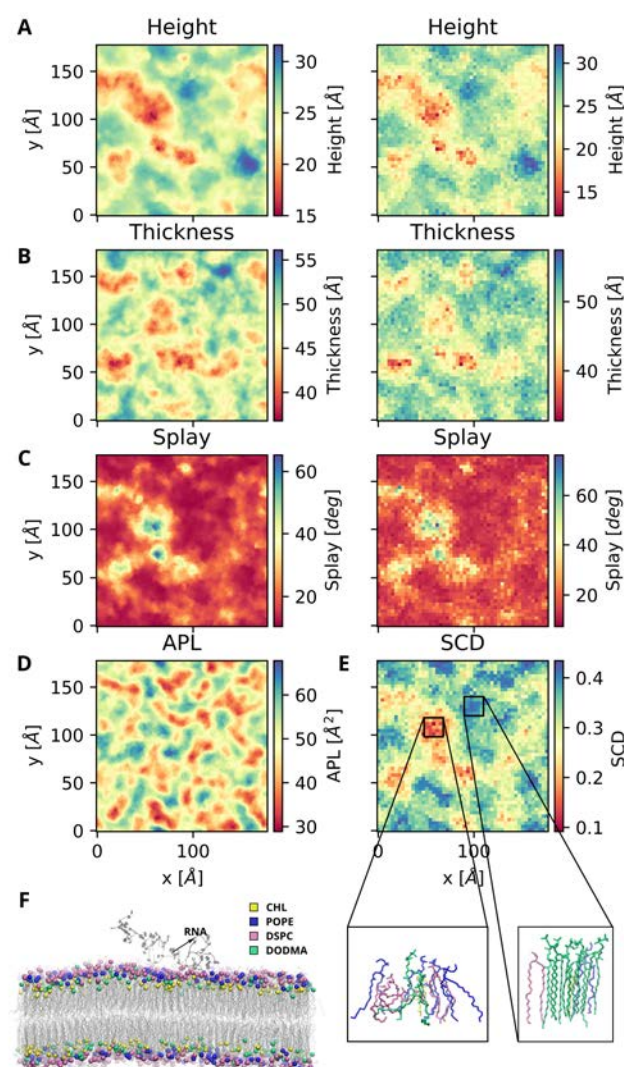 A
Height
Height
150
100
50
0
y [Å]
30
25
20
15
Height [Å]
30
25
20
15
Height [Å]
B
Thickness
Thickness
150
100
50
0
y [Å]
55
50
45
40
Thickness [Å]
50
40
Thickness [Å]
C
Splay
Splay
150
100
50
0
y [Å]
60
40
20
Splay [deg]
60
40
20
Splay [deg]
D
APL
150
100
50
0
y [Å]
0
100
x [Å]
60
50
40
30
APL [Å²]
E
SCD
0
100
x [Å]
0.4
0.3
0.2
0.1
SCD
F
RNA
CHL
POPE
DSPC
DODMA